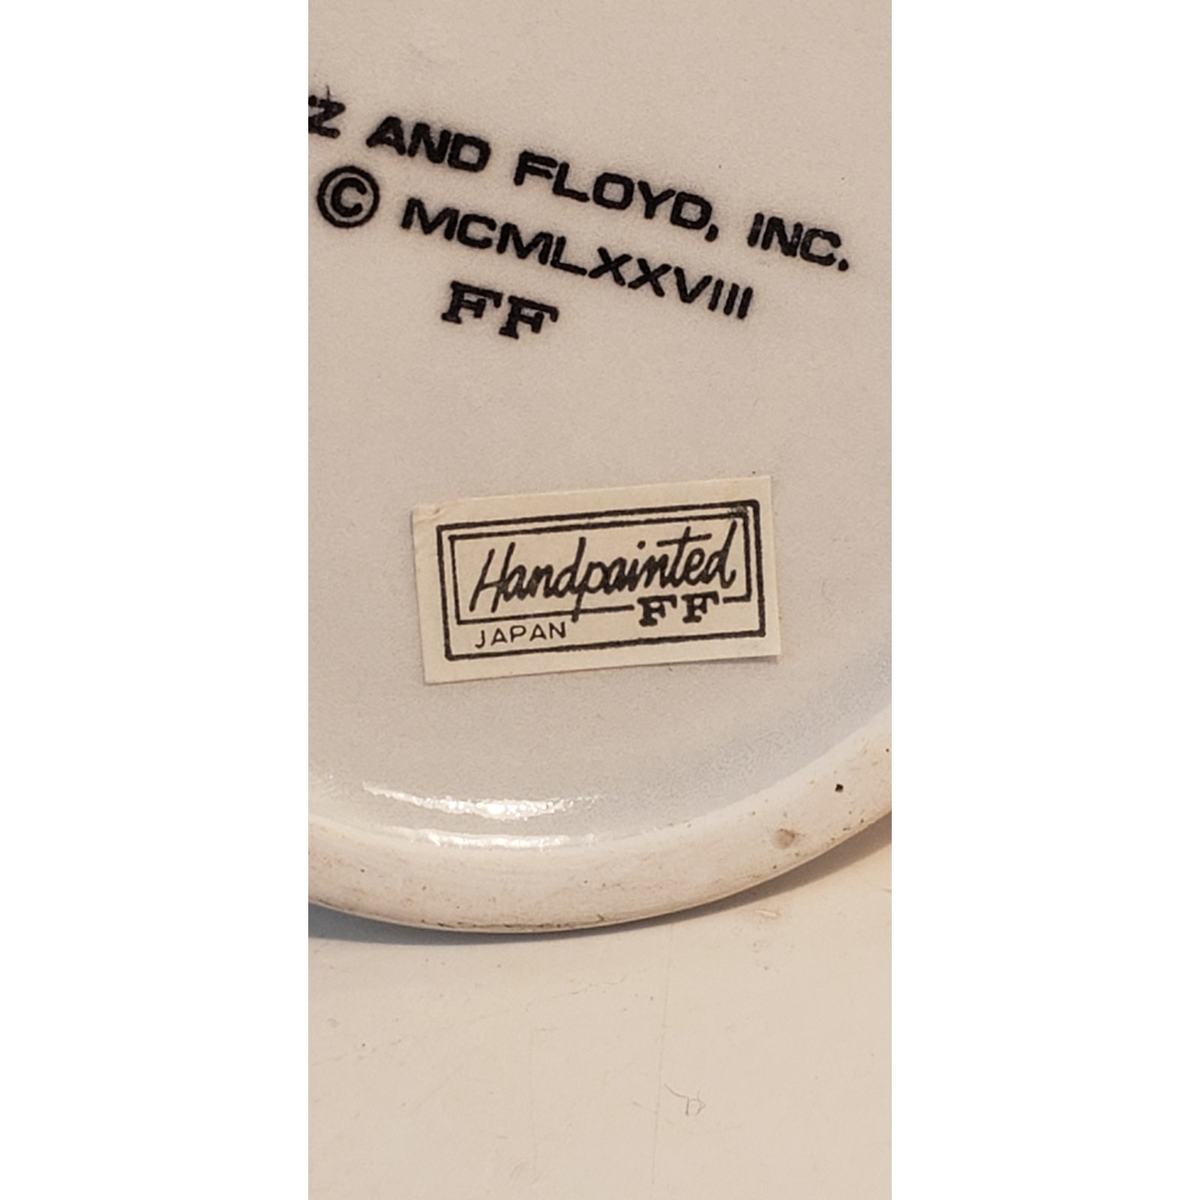 Z AND FLOYD, INC.
© MCMLXXVIII
FF
Handpainted
FF
JAPAN